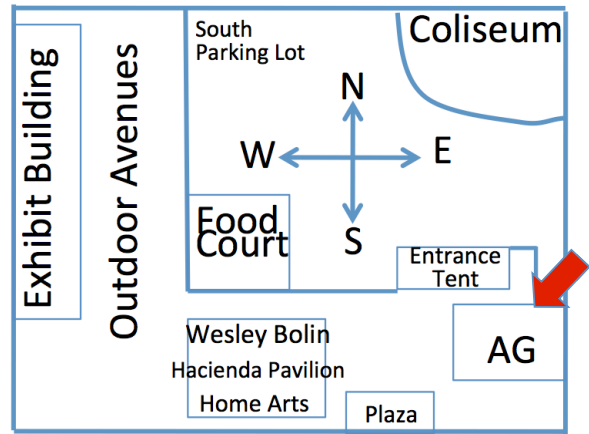 South
Parking Lot
Coliseum
N
W
E
S
Exhibit Building
Outdoor Avenues
Food
Court
Entrance
Tent
Wesley Bolin
Hacienda Pavilion
Home Arts
AG
Plaza